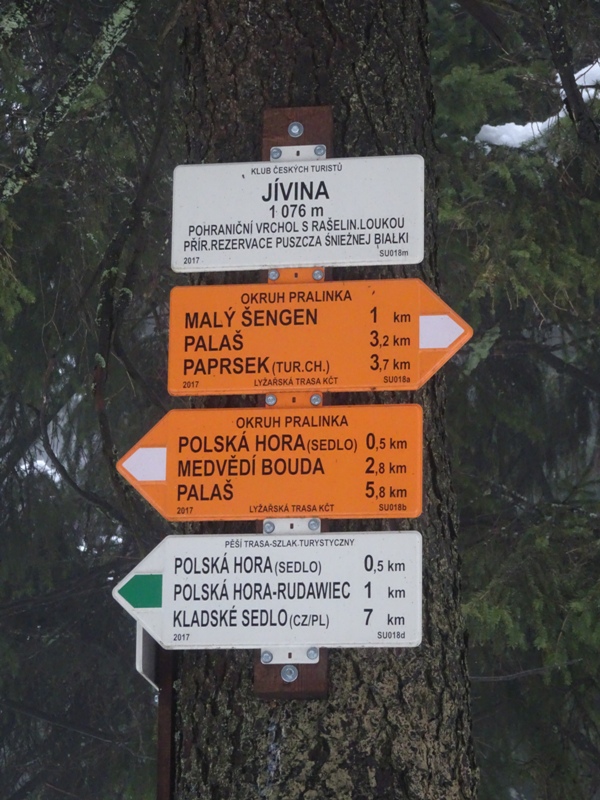 KLUB ČESKÝCH TURISTŮ
JÍVINA
1 076 m
POHRANIČNÍ VRCHOL S RAŠELIN.LOUKOU
PŘÍR.REZERVACE PUSZCZA ŚNIEŻNEJ BIAŁKI
2017 SU018m
OKRUH PRALINKA
MALÝ ŠENGEN 1 km
PALAŠ 3,2 km
PAPRSEK (TUR.CH.) 3,7 km
2017 LYŽAŘSKÁ TRASA KČT SU018a
OKRUH PRALINKA
POLSKÁ HORA (SEDLO) 0,5 km
MEDVĚDÍ BOUDA 2,8 km
PALAŠ 5,8 km
2017 LYŽAŘSKÁ TRASA KČT SU018b
PĚŠÍ TRASA-SZLAK TURYSTYCZNY
POLSKÁ HORA (SEDLO) 0,5 km
POLSKÁ HORA-RUDAWIEC 1 km
KLADSKÉ SEDLO (CZ/PL) 7 km
2017 SU018d